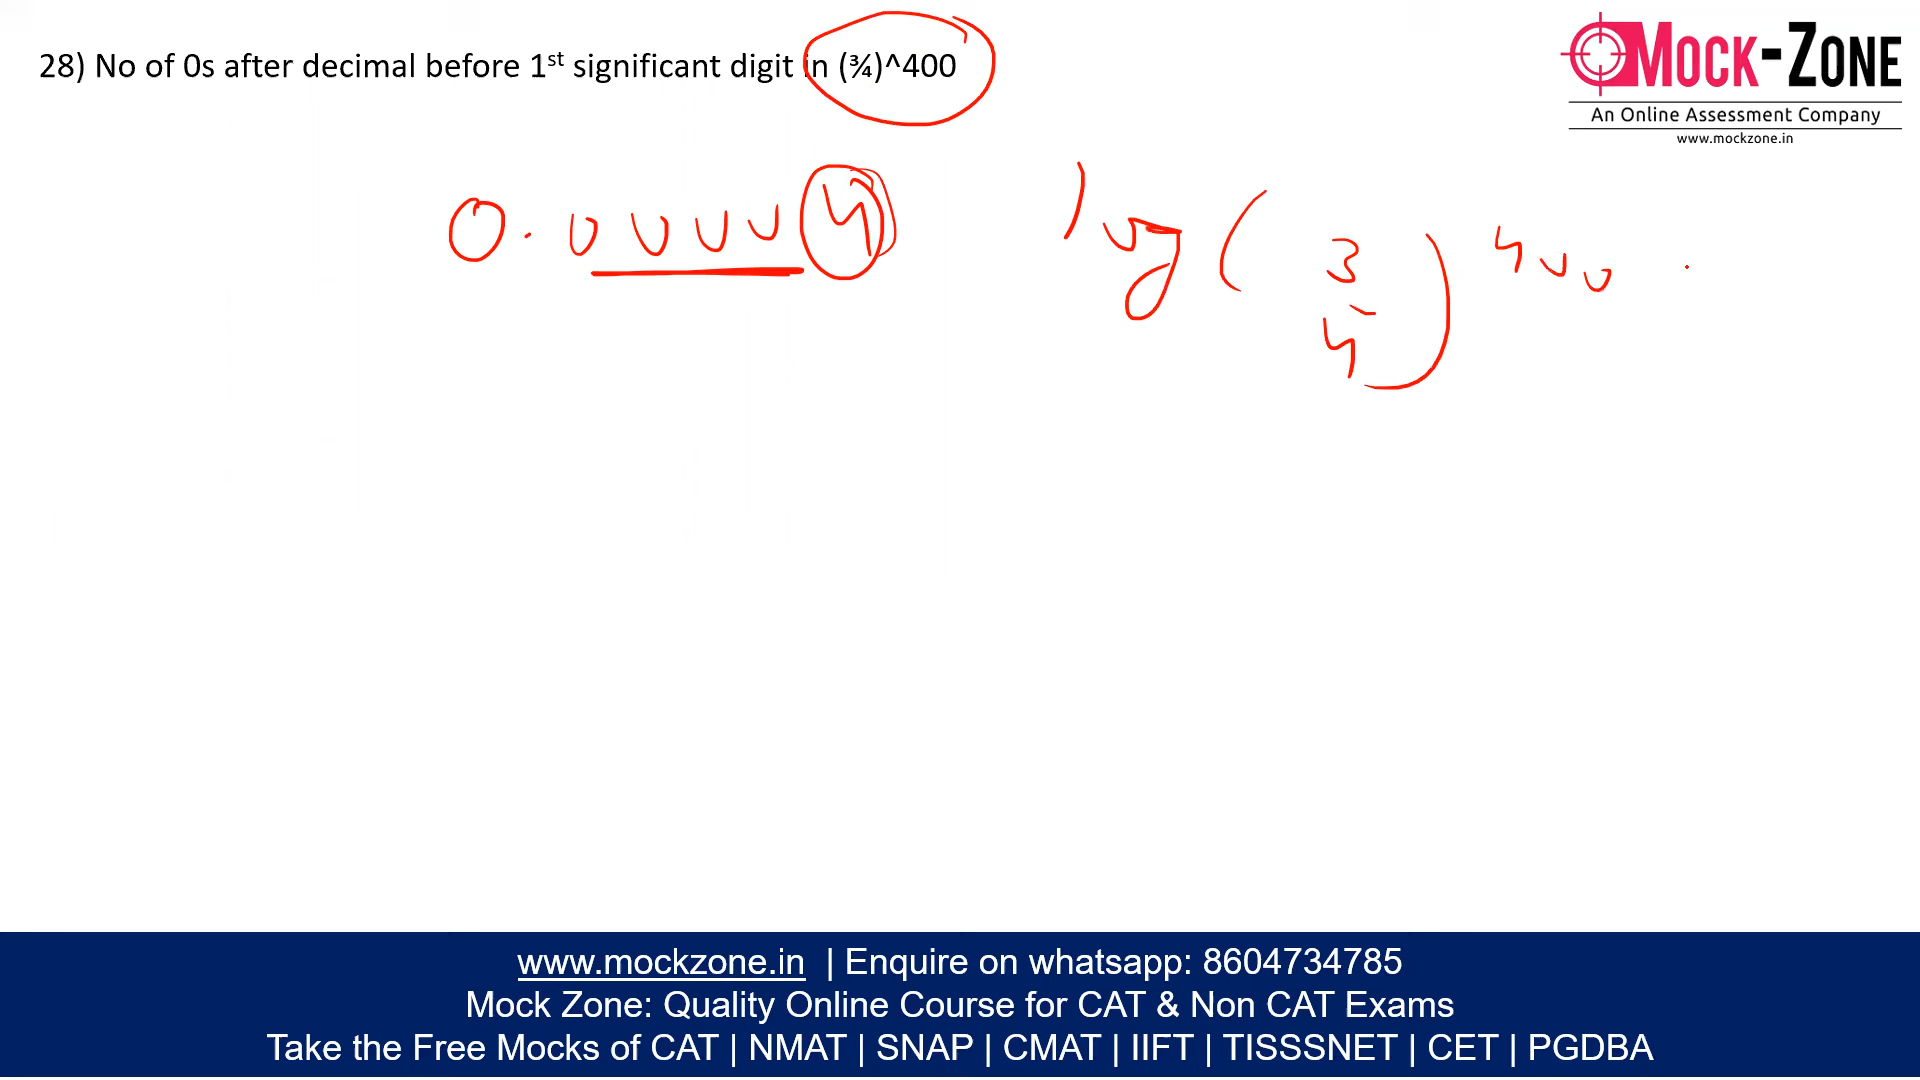 28) No of 0s after decimal before 1st significant digit in (¾)^400
MOCK-ZONE
An Online Assessment Company
www.mockzone.in
0.00004
log(3/4)^400
www.mockzone.in | Enquire on whatsapp: 8604734785
Mock Zone: Quality Online Course for CAT & Non CAT Exams
Take the Free Mocks of CAT | NMAT | SNAP | CMAT | IIFT | TISSSNET | CET | PGDBA